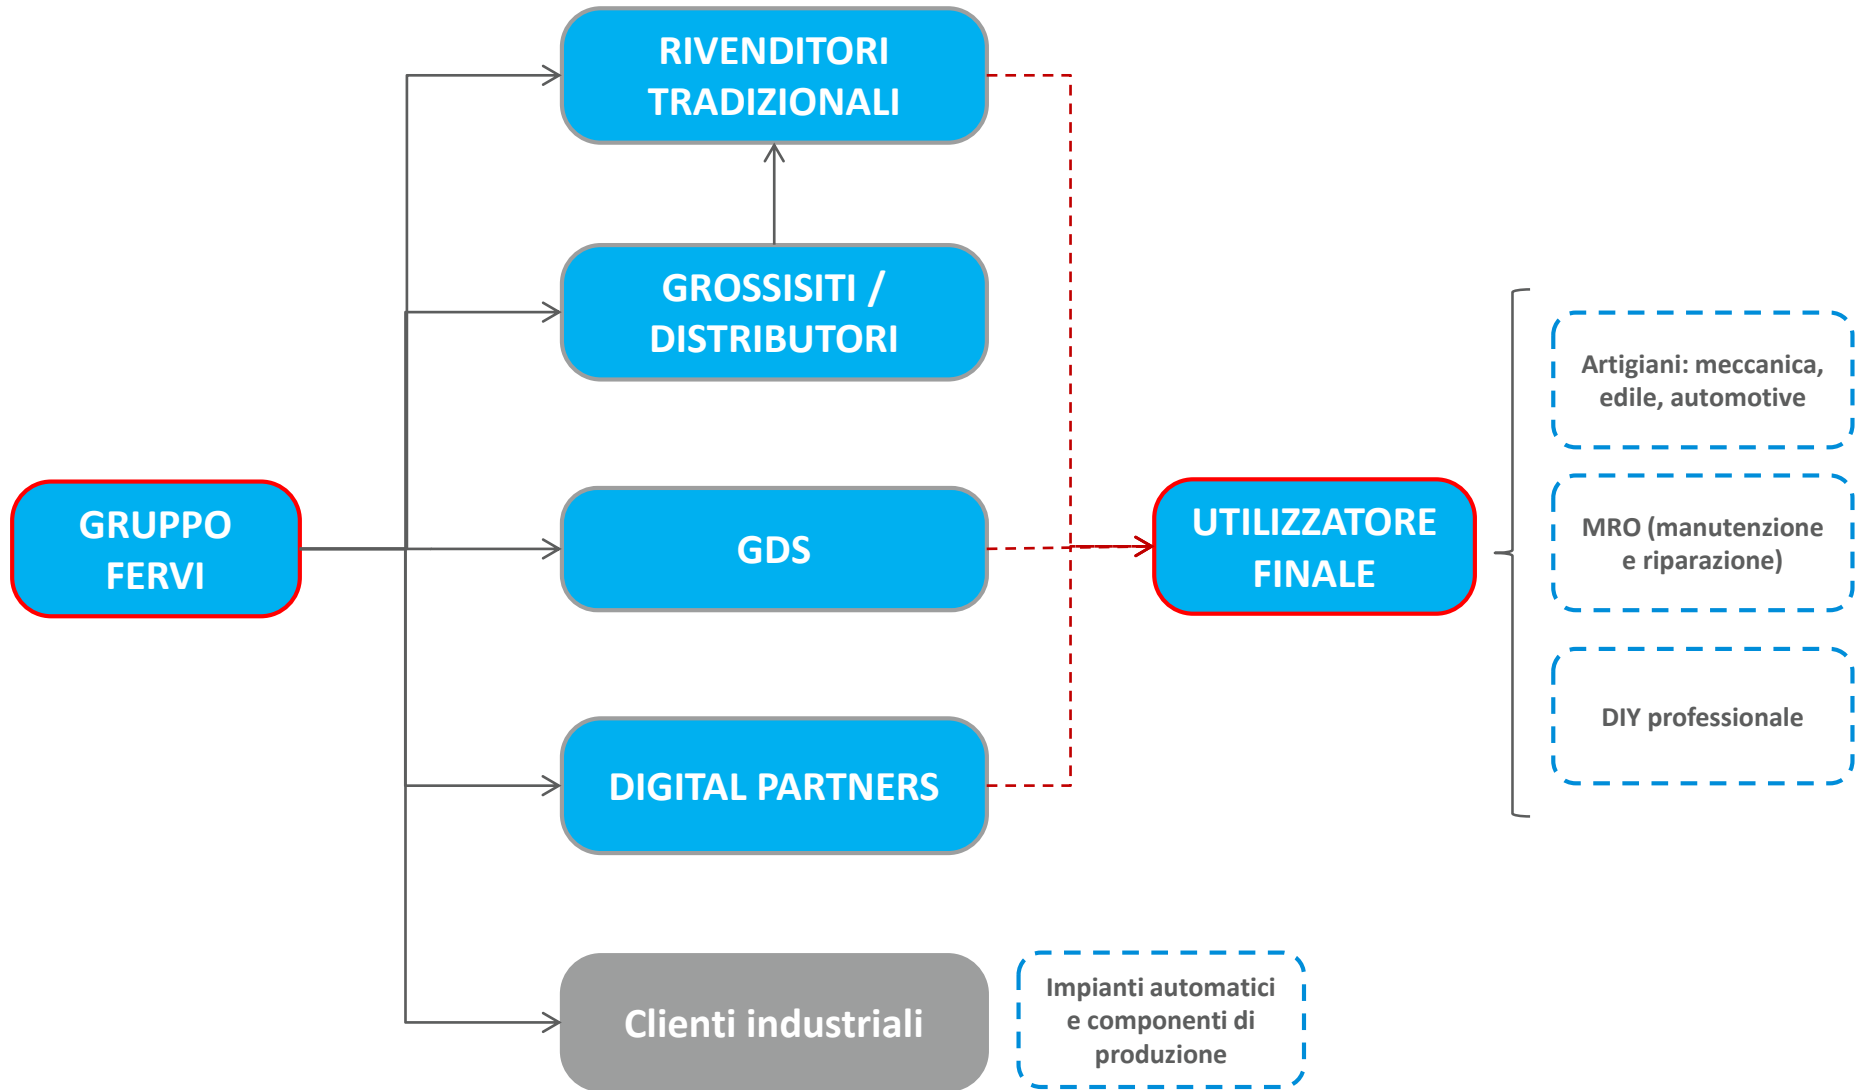 RIVENDITORI
TRADIZIONALI
GROSSISITI /
DISTRIBUTORI
GRUPPO
FERVI
GDS
DIGITAL PARTNERS
Clienti industriali
Impianti automatici
e componenti di
produzione
UTILIZZATORE
FINALE
Artigiani: meccanica,
edile, automotive
MRO (manutenzione
e riparazione)
DIY professionale